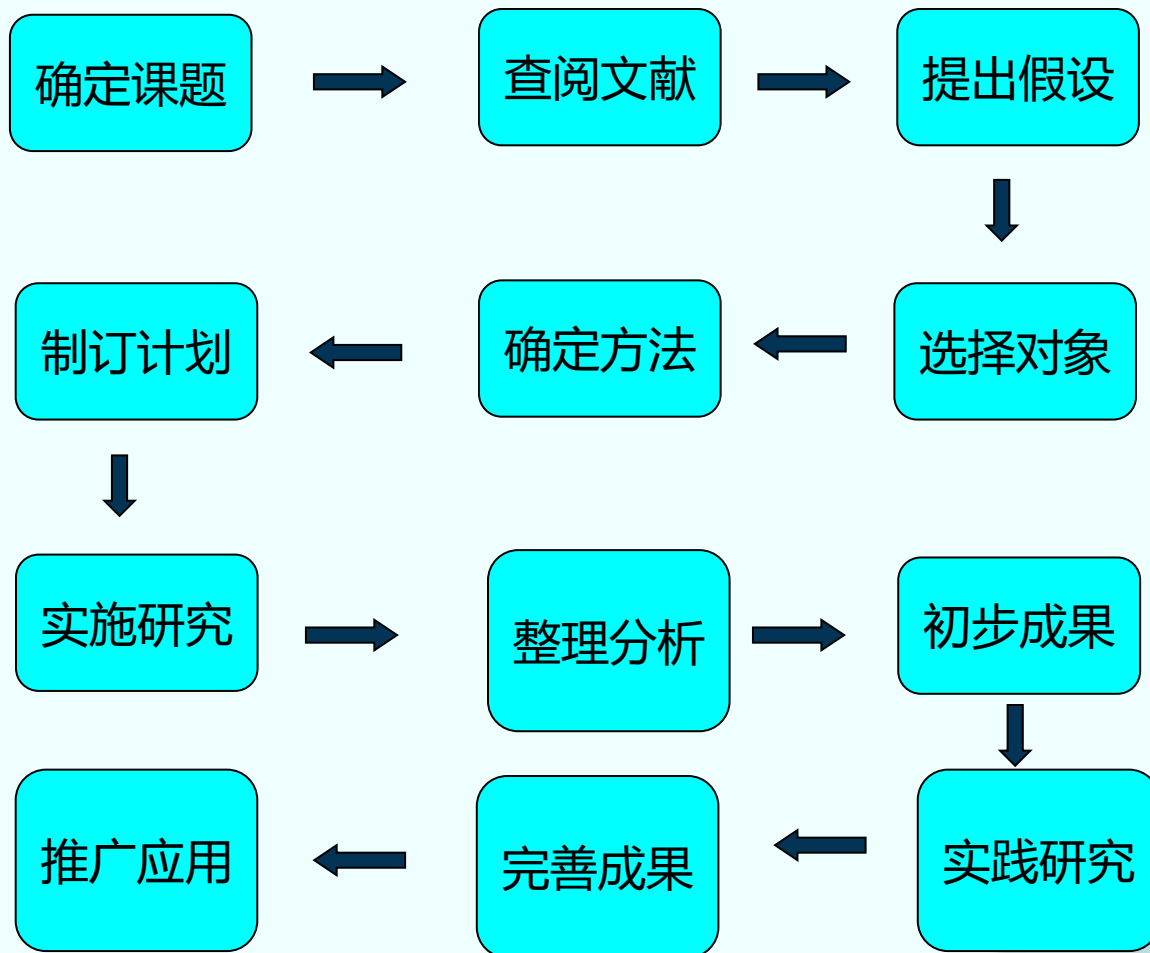 确定课题
查阅文献
提出假设
选择对象
确定方法
制订计划
实施研究
整理分析
初步成果
实践研究
完善成果
推广应用